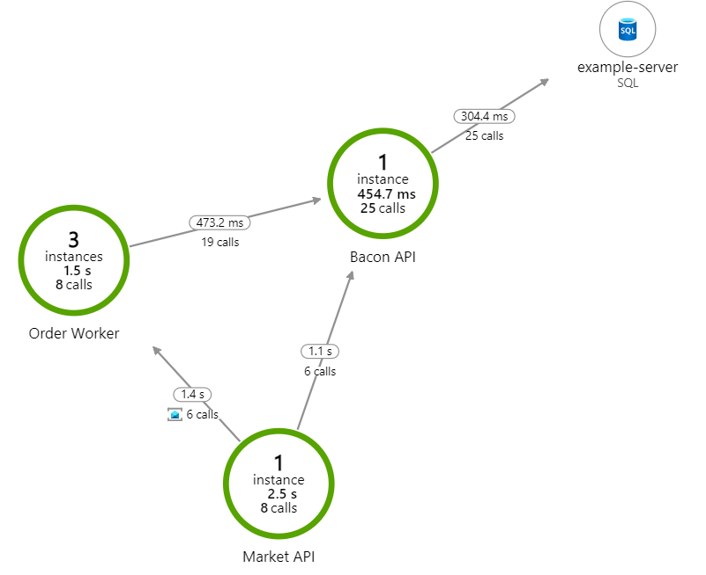 SQL
example-server
SQL
304.4 ms
25 calls
1
instance
454.7 ms
25 calls
Bacon API
473.2 ms
19 calls
3
instances
1.5 s
8 calls
Order Worker
1.1 s
6 calls
1.4 s
6 calls
1
instance
2.5 s
8 calls
Market API